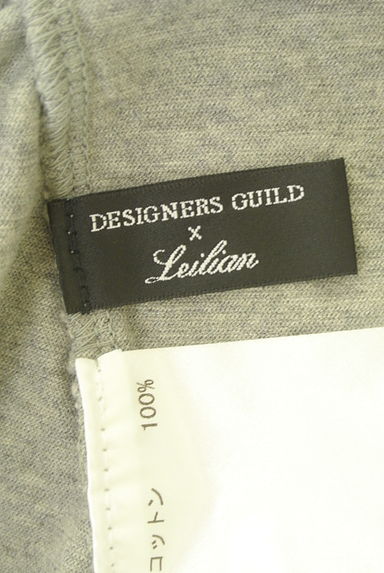 DESIGNERS GUILD
×
Leilian
コットン 100%